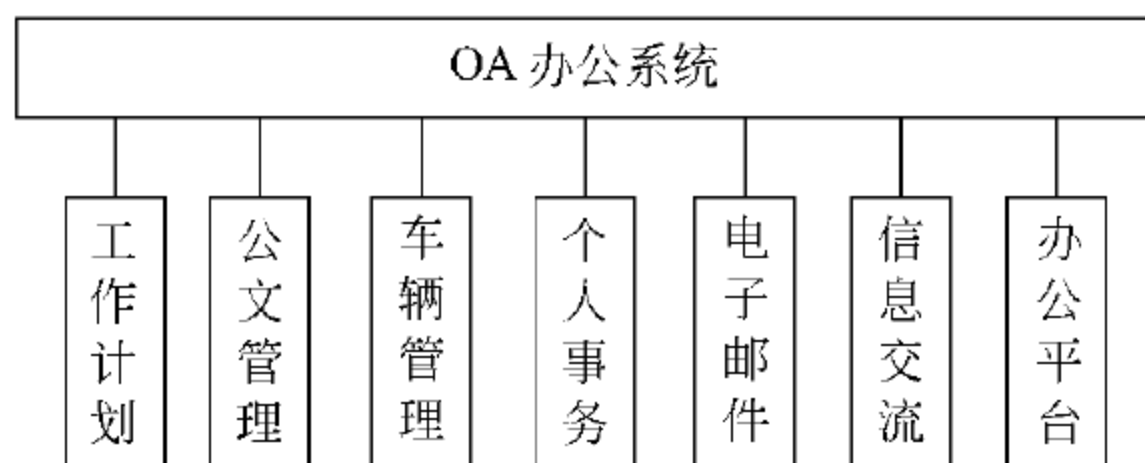 OA 办公系统
工作计划
公文管理
车辆管理
个人事务
电子邮件
信息交流
办公平台